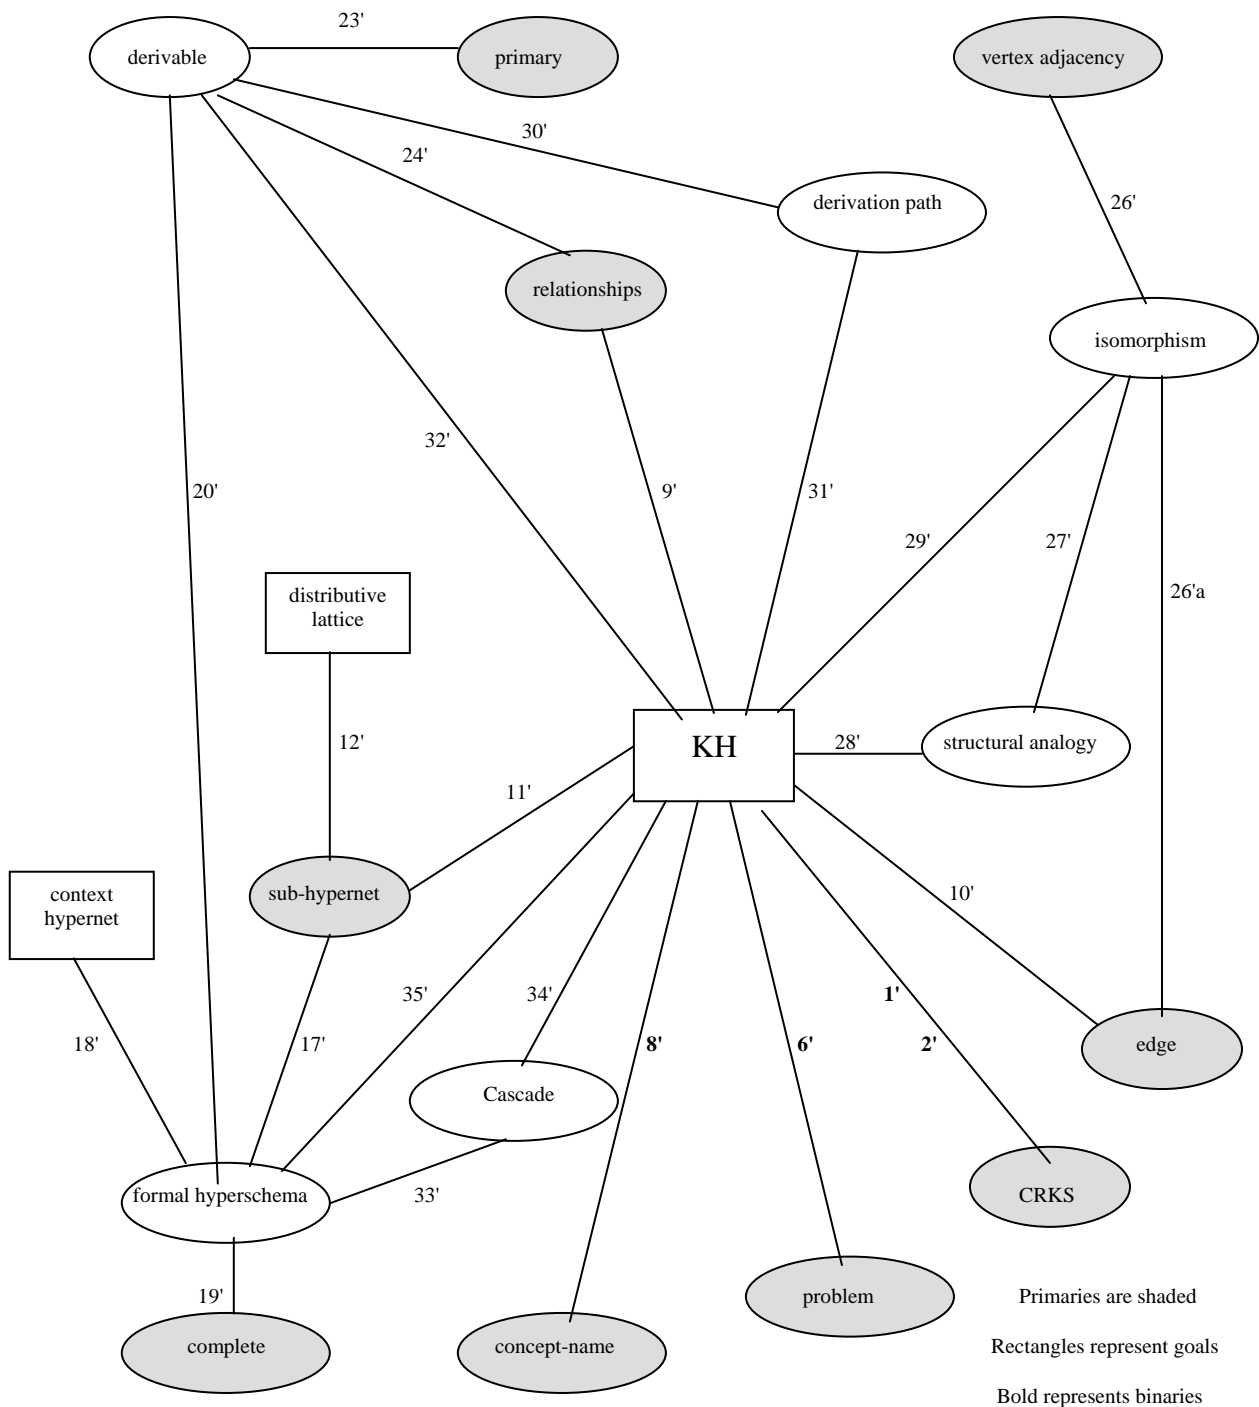 23'
derivable
primary
vertex adjacency
30'
24'
derivation path
26'
relationships
isomorphism
32'
20'
9'
31'
29'
27'
26'a
distributive
lattice
12'
KH
28'
structural analogy
11'
sub-hypernet
10'
context
hypernet
35'
34'
1'
18'
17'
8'
6'
2'
edge
Cascade
formal hyperschema
33'
CRKS
19'
problem
Primaries are shaded
complete
concept-name
Rectangles represent goals
Bold represents binaries